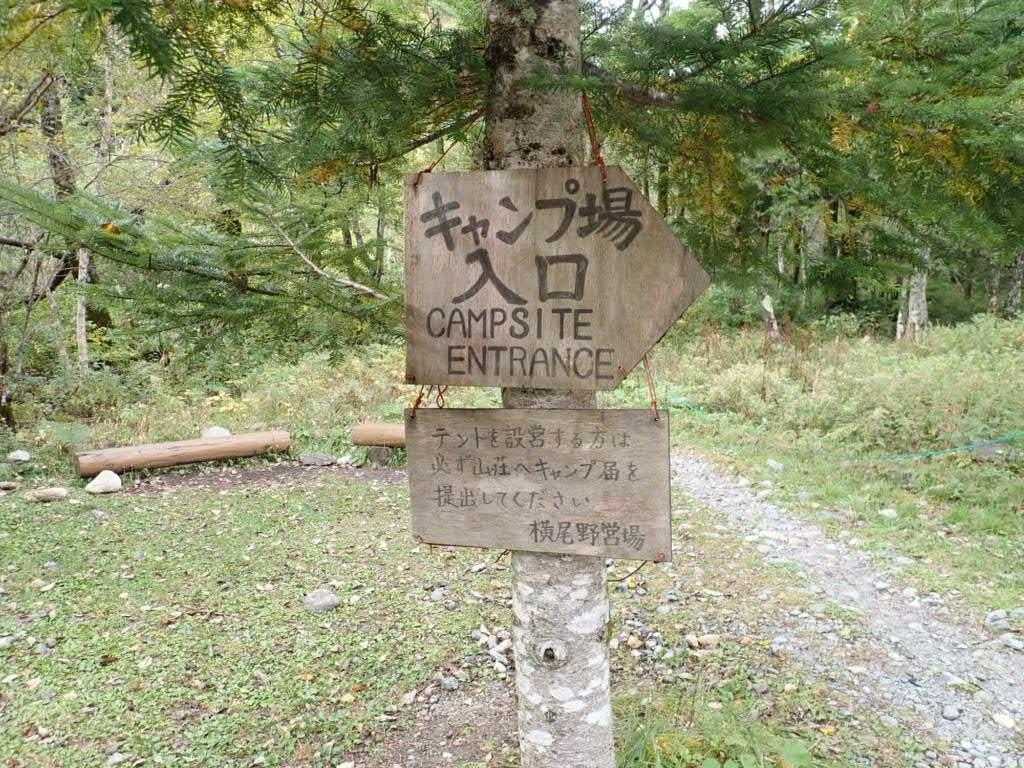 キャンプ場
入口
CAMPSITE
ENTRANCE
テントを設営する方は
必ず山荘へキャンプ届を
提出してください
横尾野営場